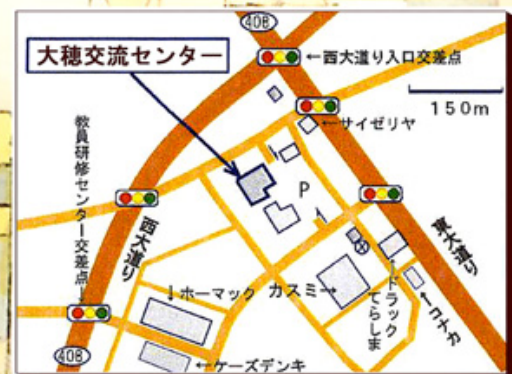 408
大穂交流センター
←西大通り入口交差点
150m
←サイゼリヤ
教員研修センター交差点↓
P
西大通り
東大通り
↓ホーマック
カスミ→
←ドラックてらしま
←コナカ
408
←ケーズデンキ